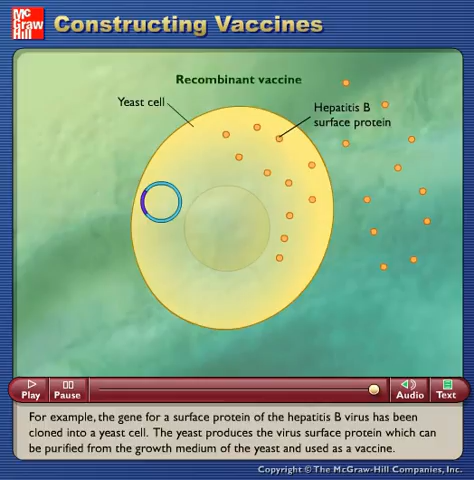 Mc
Graw
Hill
Constructing Vaccines
Recombinant vaccine
Yeast cell
Hepatitis B
surface protein
Play
Pause
Audio
Text
For example, the gene for a surface protein of the hepatitis B virus has been
cloned into a yeast cell. The yeast produces the virus surface protein which can
be purified from the growth medium of the yeast and used as a vaccine.
Copyright © The McGraw-Hill Companies, Inc.